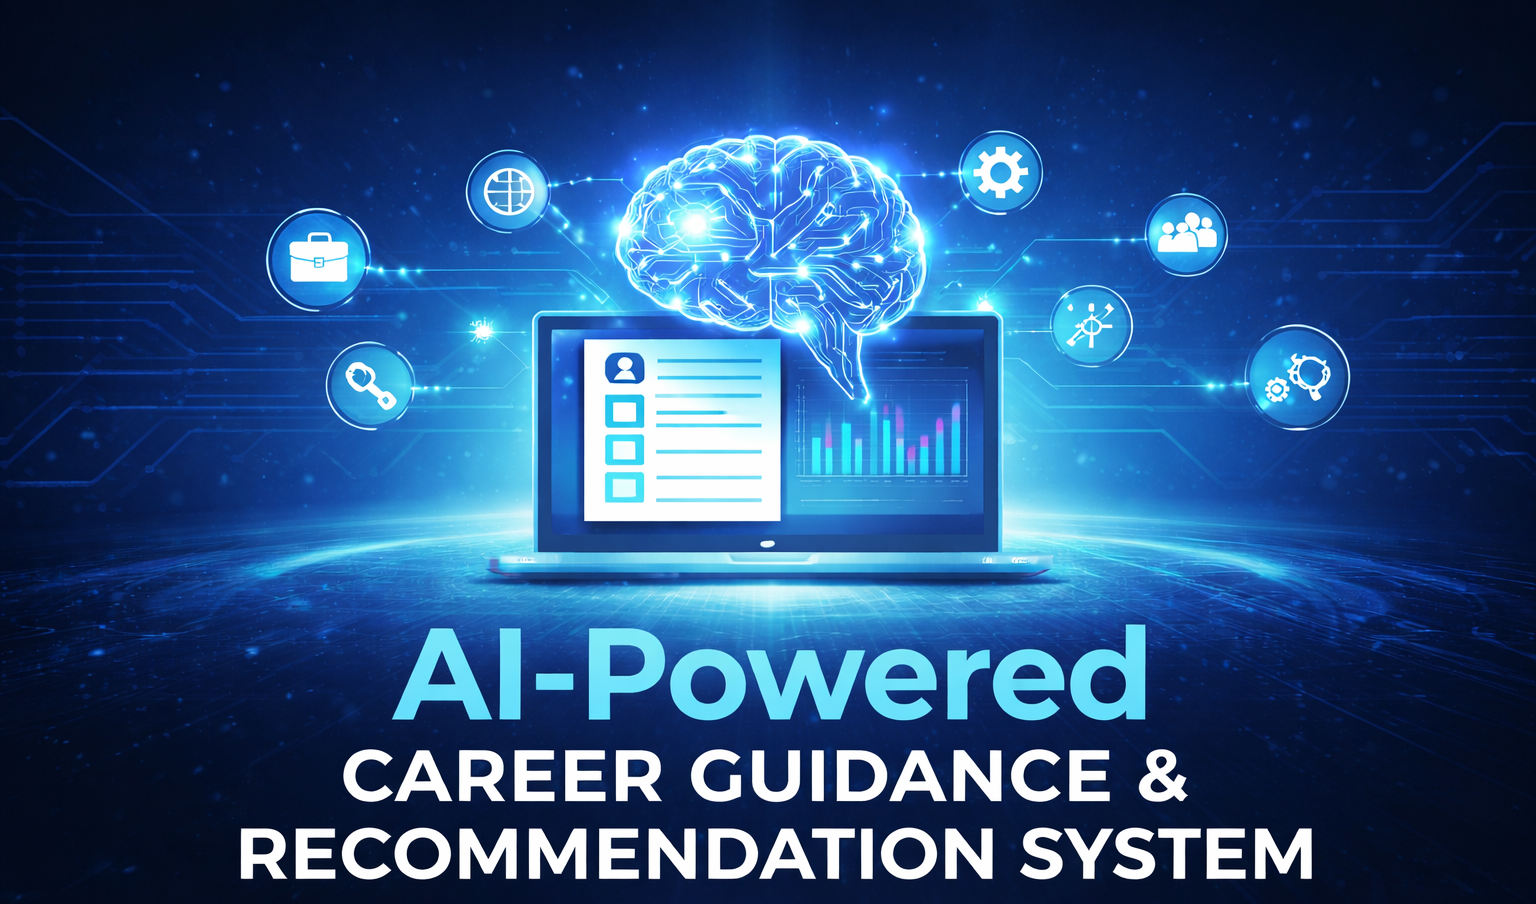 AI-Powered
CAREER GUIDANCE &
RECOMMENDATION SYSTEM